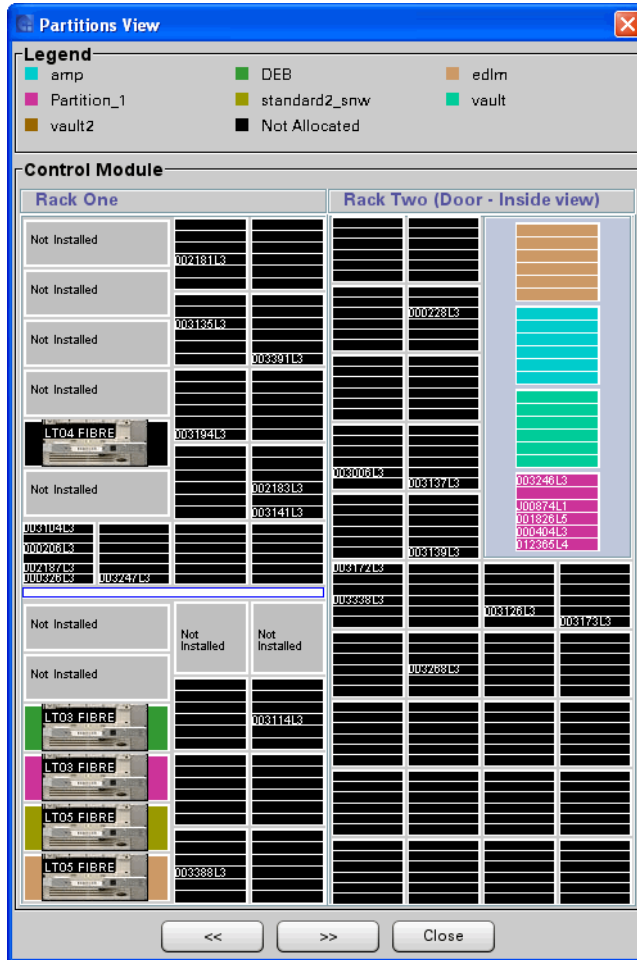 Partitions View
Legend
amp
DEB
edlm
Partition_1
standard2_snw
vault
vault2
Not Allocated
Control Module
Rack One
Rack Two (Door - Inside view)
Not Installed
Not Installed
Not Installed
Not Installed
LTO4 FIBRE
Not Installed
002181L3
003135L3
003391L3
003194L3
002183L3
003141L3
003104L3
000206L3
002187L3
000326L3
003247L3
Not Installed
Not Installed
Not
Installed
Not
Installed
LTO3 FIBRE
LTO3 FIBRE
LTO5 FIBRE
LTO5 FIBRE
003114L3
003388L3
000228L3
003006L3
003137L3
003139L3
003246L3
J00874L1
001826L5
000404L3
012365L4
003172L3
003338L3
003126L3
003173L3
003268L3
<<
>>
Close